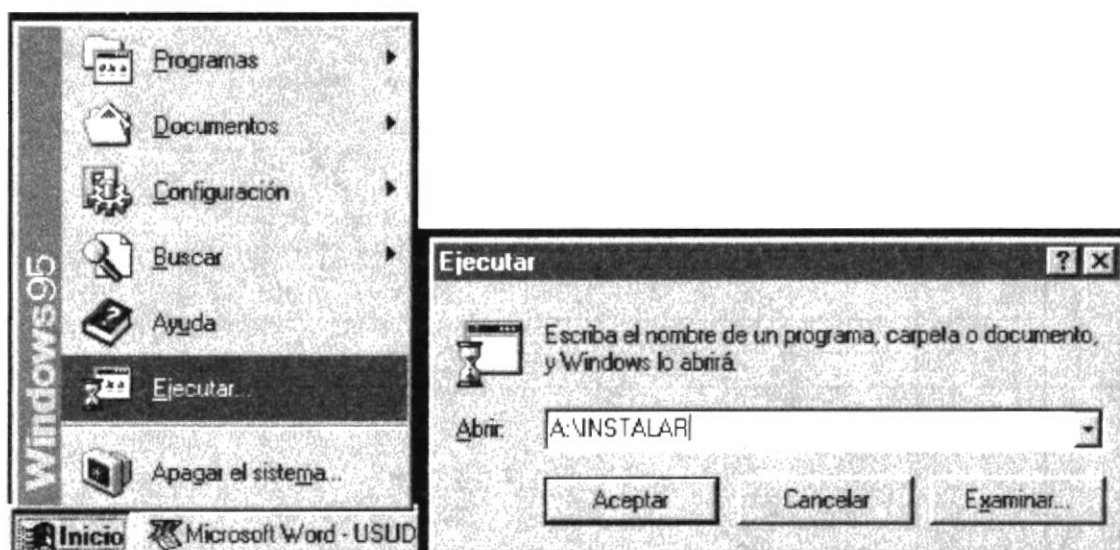 Windows95
Programas
Documentos
Configuración
Buscar
Ayuda
Ejecutar...
Apagar el sistema...
Inicio
Microsoft Word - USUD
Ejecutar
Escriba el nombre de un programa, carpeta o documento,
y Windows lo abrirá.
Abrir:
A:\INSTALAR
Aceptar
Cancelar
Examinar...